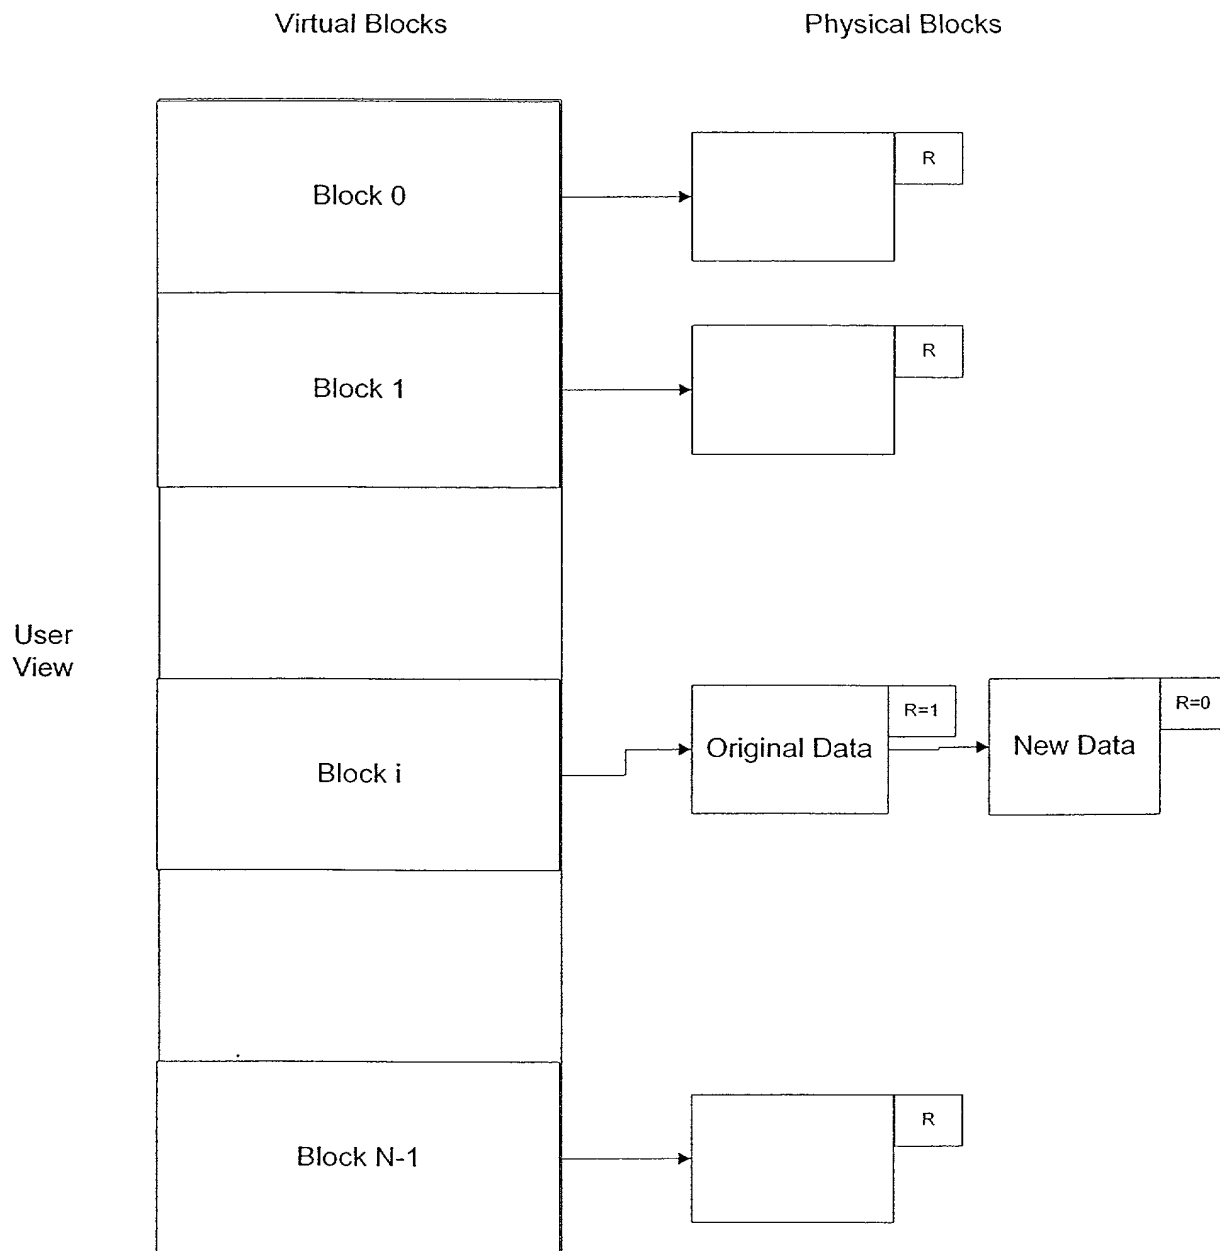 Virtual Blocks
Physical Blocks
Block 0
R
Block 1
R
User
View
Block i
Original Data
R=1
New Data
R=0
Block N-1
R